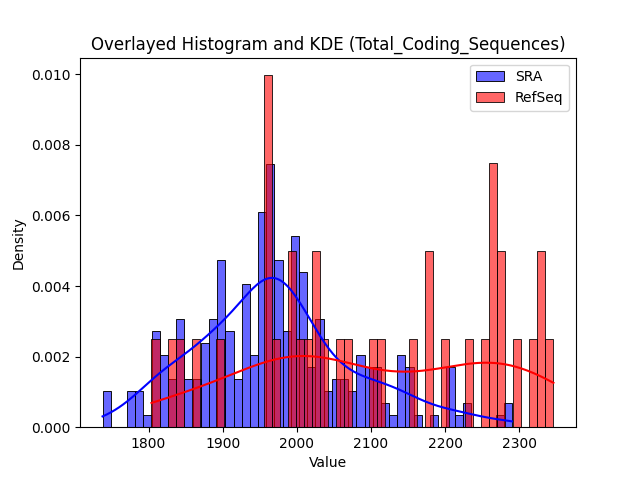 Overlayed Histogram and KDE (Total_Coding_Sequences)
SRA
RefSeq
0.010
0.008
0.006
0.004
0.002
0.000
Density
1800 1900 2000 2100 2200 2300
Value